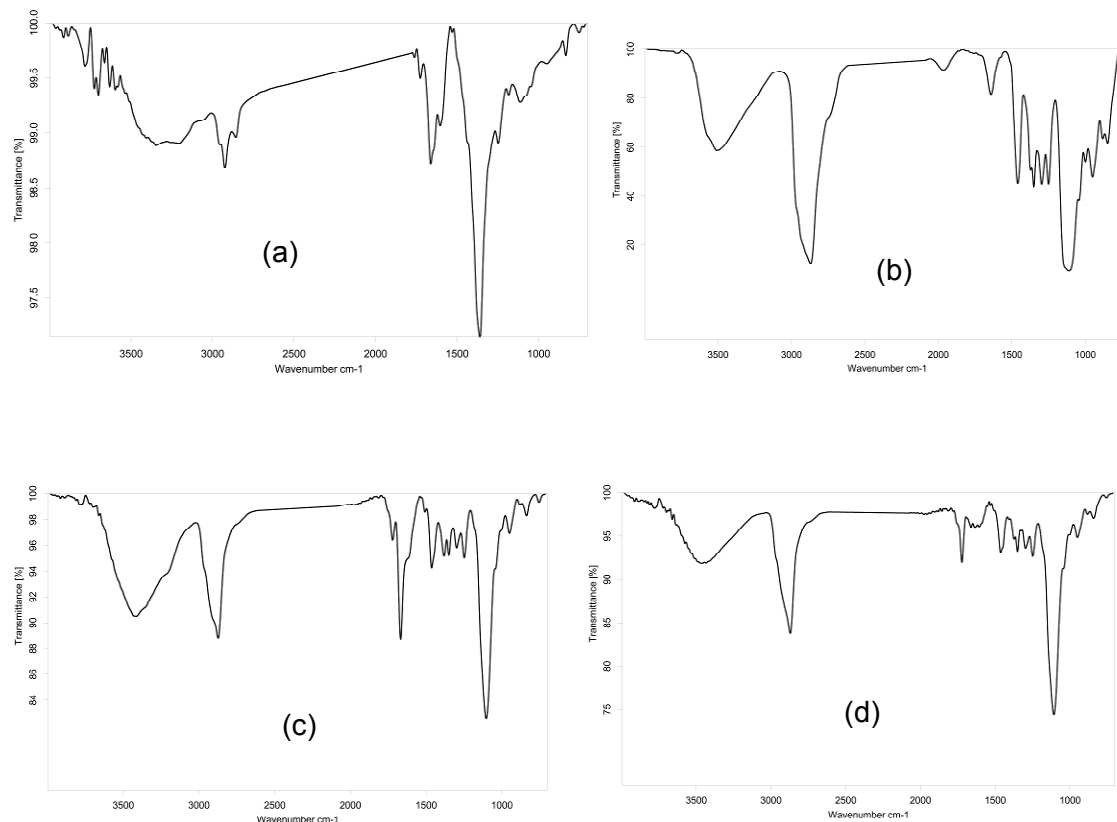 100.0
99.5
99.0
98.5
98.0
97.5
Transmittance [%]
(a)
3500 3000 2500 2000 1500 1000
Wavenumber cm-1
100
80
60
40
20
Transmittance [%]
(b)
3500 3000 2500 2000 1500 1000
Wavenumber cm-1
100
98
96
94
92
90
88
86
84
Transmittance [%]
(c)
3500 3000 2500 2000 1500 1000
Wavenumber cm-1
100
95
90
85
80
75
Transmittance [%]
(d)
3500 3000 2500 2000 1500 1000
Wavenumber cm-1